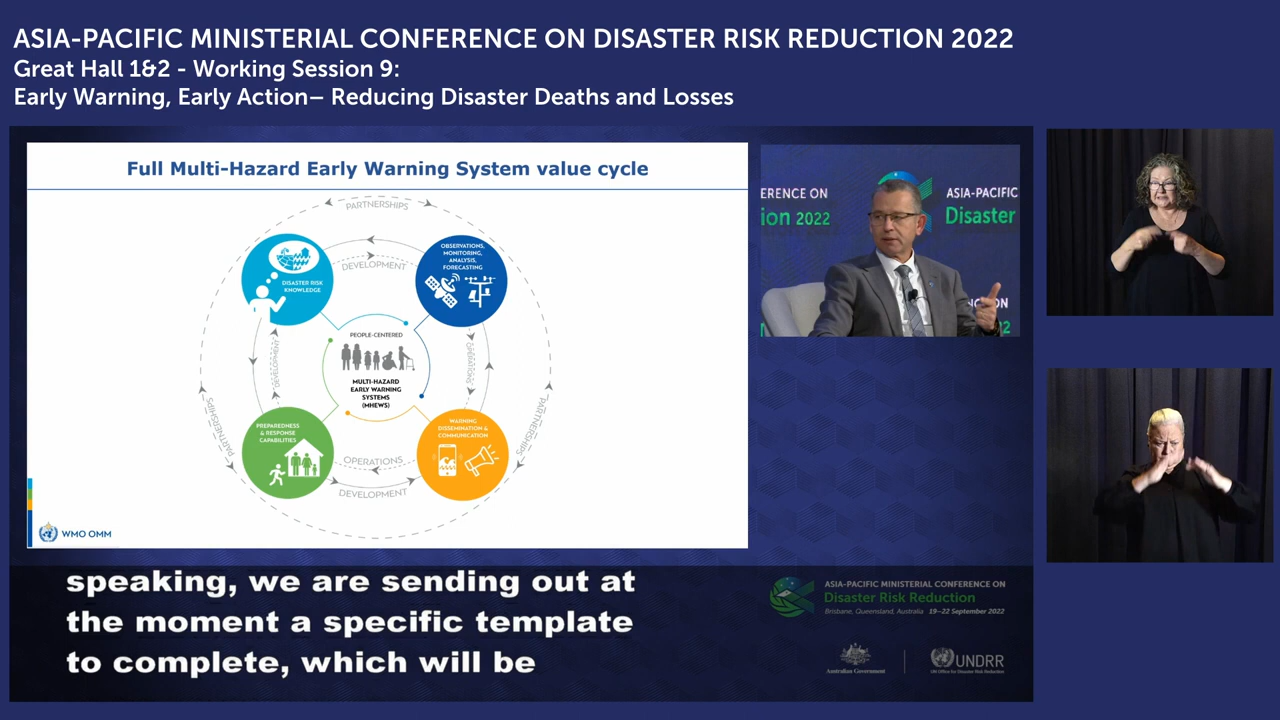 ASIA-PACIFIC MINISTERIAL CONFERENCE ON DISASTER RISK REDUCTION 2022
Great Hall 1&2 - Working Session 9:
Early Warning, Early Action– Reducing Disaster Deaths and Losses
Full Multi-Hazard Early Warning System value cycle
PARTNERSHIPS
DEVELOPMENT
DISASTER RISK
KNOWLEDGE
OBSERVATIONS,
MONITORING,
ANALYSIS,
FORECASTING
PEOPLE-CENTERED
MULTI-HAZARD
EARLY WARNING
SYSTEMS
(MHEWS)
DEVELOPMENT
OPERATIONS
PARTNERSHIPS
PARTNERSHIPS
PREPAREDNESS
& RESPONSE
CAPABILITIES
WARNING
DISSEMINATION &
COMMUNICATION
OPERATIONS
DEVELOPMENT
WMO OMM
ERENCE ON
ion 2022
ASIA-PACIFIC
Disaster
speaking, we are sending out at
the moment a specific template
to complete, which will be
ASIA-PACIFIC MINISTERIAL CONFERENCE ON
Disaster Risk Reduction
Brisbane, Queensland, Australia 19–22 September 2022
Australian Government
UNDRR
UN Office for Disaster Risk Reduction